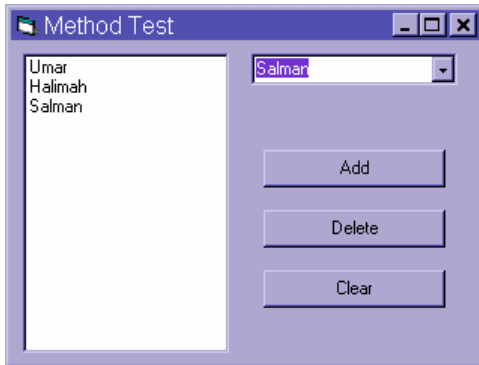 Method Test
Umar
Halimah
Salman
Salman
Add
Delete
Clear